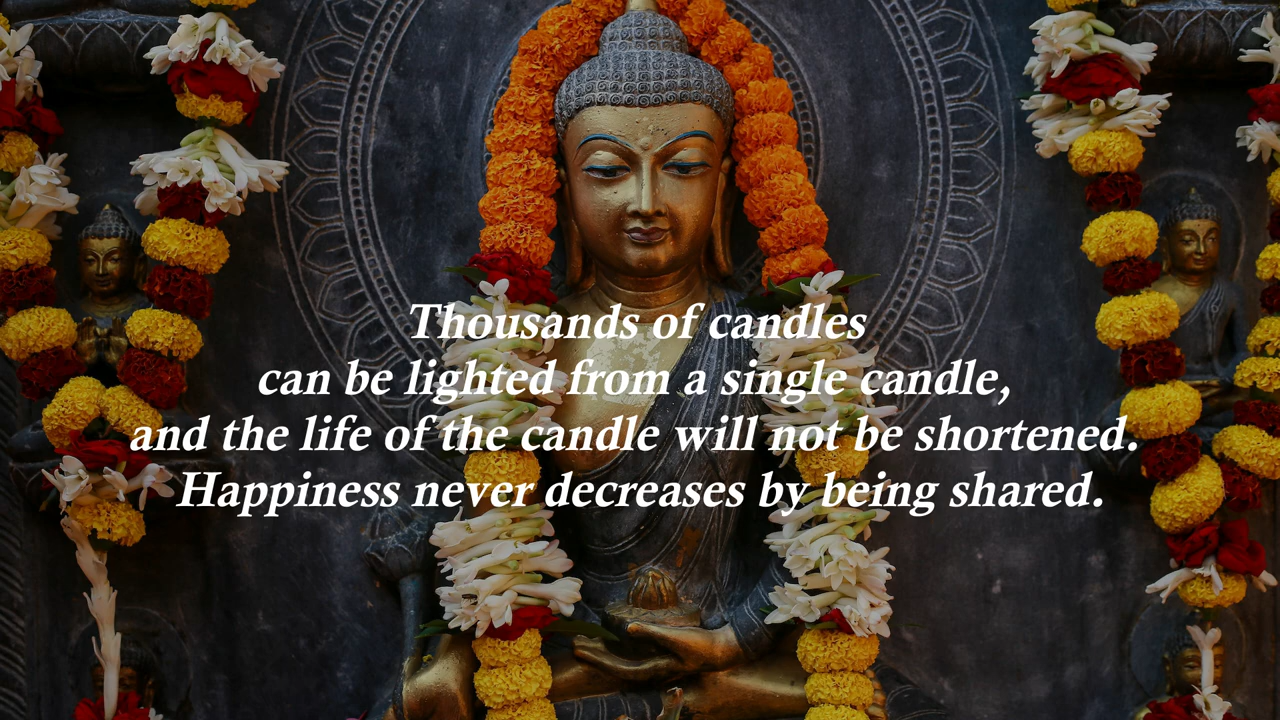 Thousands of candles
can be lighted from a single candle,
and the life of the candle will not be shortened.
Happiness never decreases by being shared.